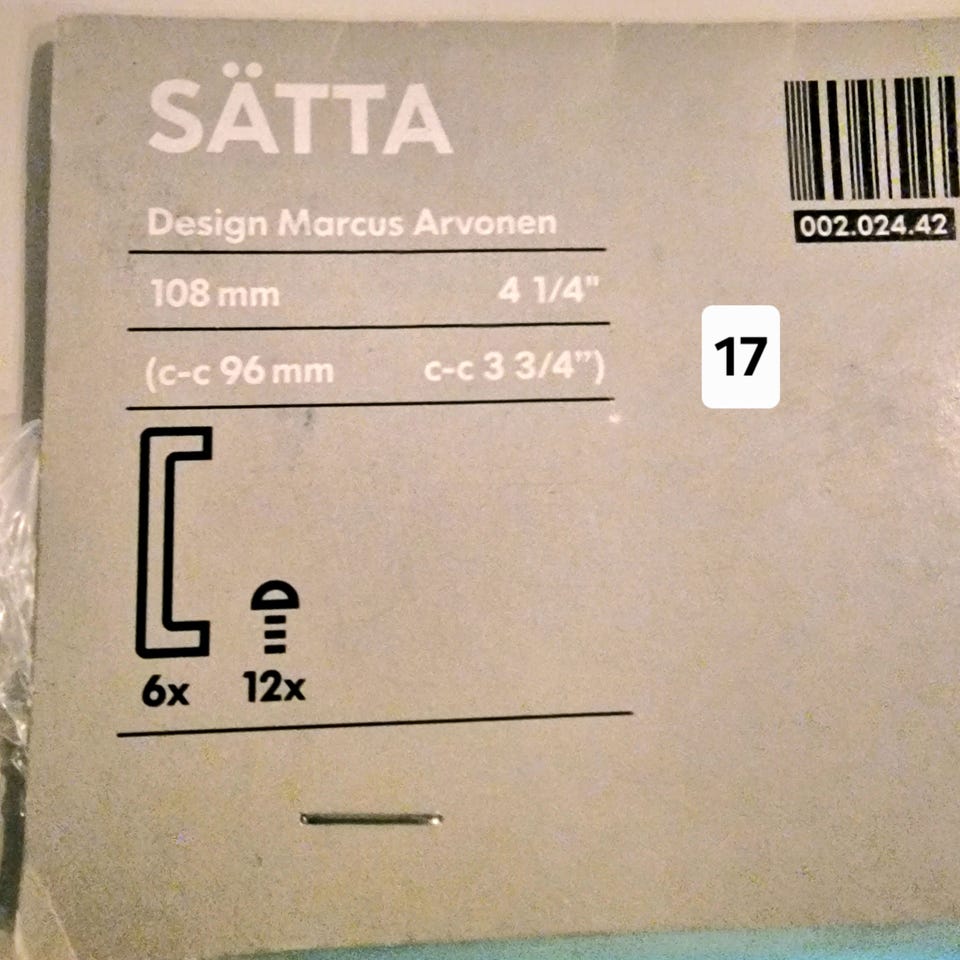 SÄTTA
002.024.42
Design Marcus Arvonen
108 mm 4 1/4"
(c-c 96 mm c-c 3 3/4”)
17
6x 12x